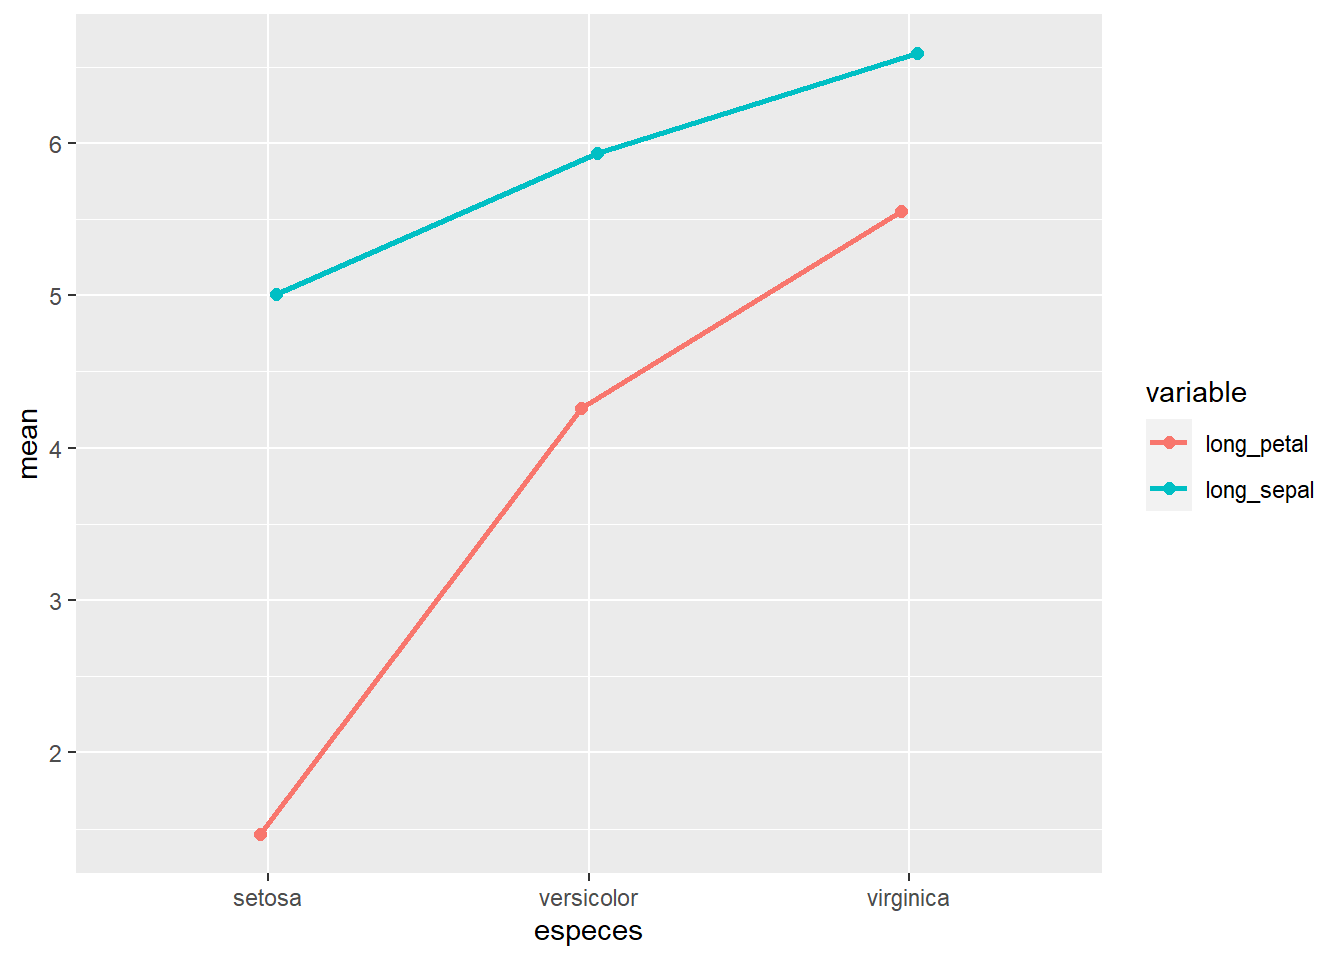 6
5
4
3
2
mean
setosa versicolor virginica
especes
variable
long_petal
long_sepal